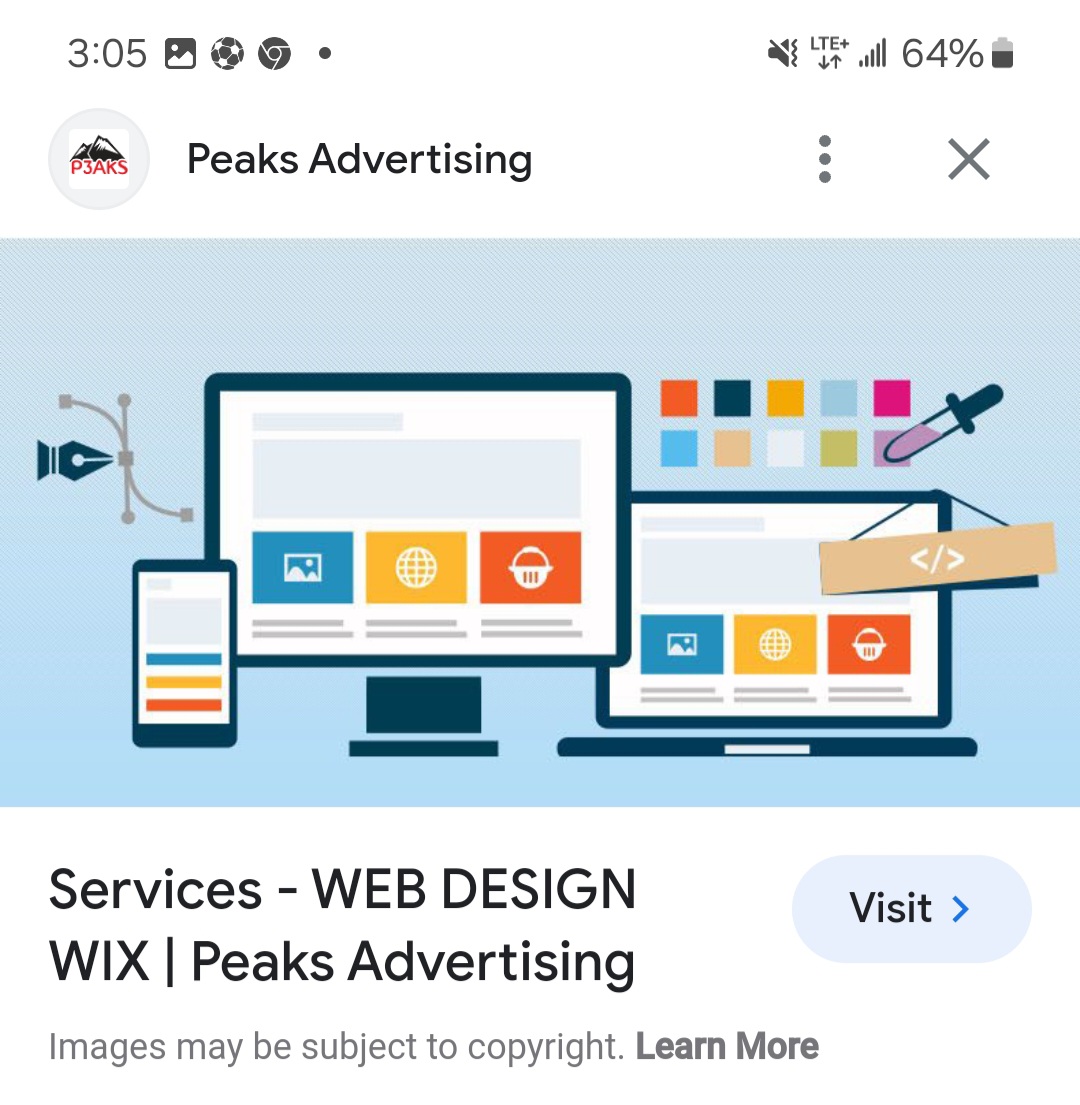 3:05 LTE+ 64%
P3AKS
Peaks Advertising
</>
Services - WEB DESIGN
WIX | Peaks Advertising
Visit
Images may be subject to copyright. Learn More